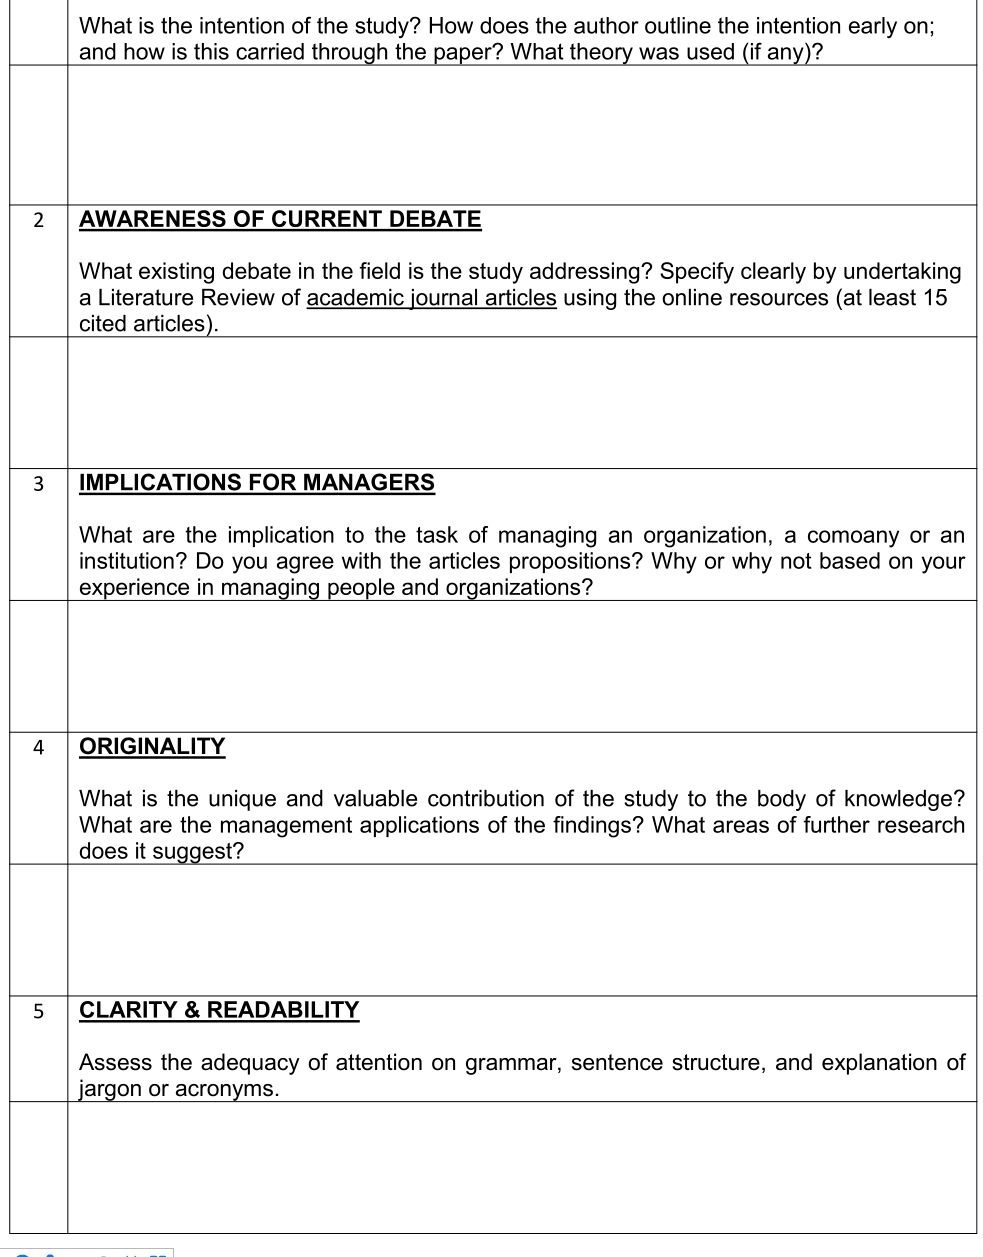 What is the intention of the study? How does the author outline the intention early on;
and how is this carried through the paper? What theory was used (if any)?
2 AWARENESS OF CURRENT DEBATE
What existing debate in the field is the study addressing? Specify clearly by undertaking
a Literature Review of academic journal articles using the online resources (at least 15
cited articles).
3 IMPLICATIONS FOR MANAGERS
What are the implication to the task of managing an organization, a comoany or an
institution? Do you agree with the articles propositions? Why or why not based on your
experience in managing people and organizations?
4 ORIGINALITY
What is the unique and valuable contribution of the study to the body of knowledge?
What are the management applications of the findings? What areas of further research
does it suggest?
5 CLARITY & READABILITY
Assess the adequacy of attention on grammar, sentence structure, and explanation of
jargon or acronyms.